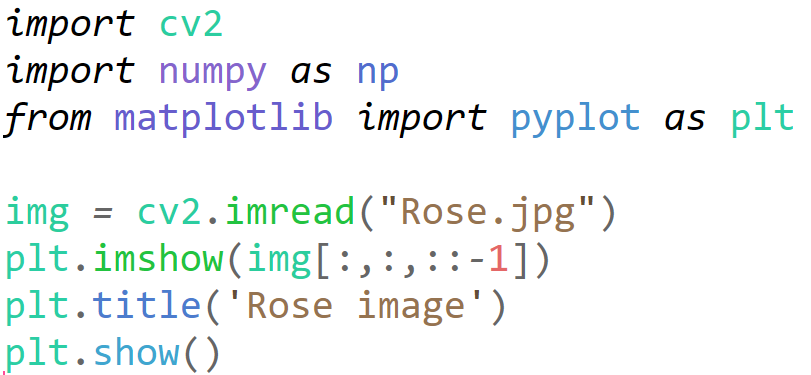 import cv2
import numpy as np
from matplotlib import pyplot as plt
img = cv2.imread("Rose.jpg")
plt.imshow(img[:,:,::-1])
plt.title('Rose image')
plt.show()